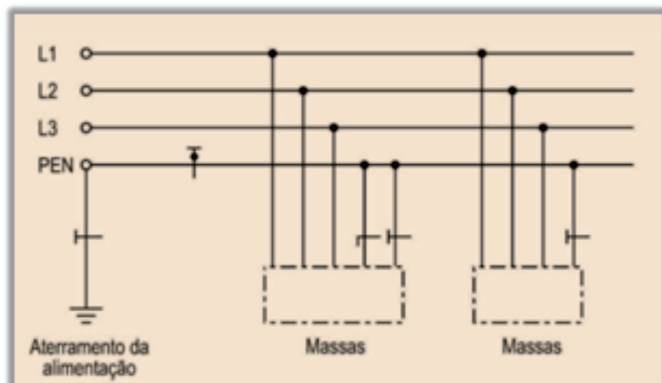 L1
L2
L3
PEN
Aterramento da
alimentação
Massas
Massas